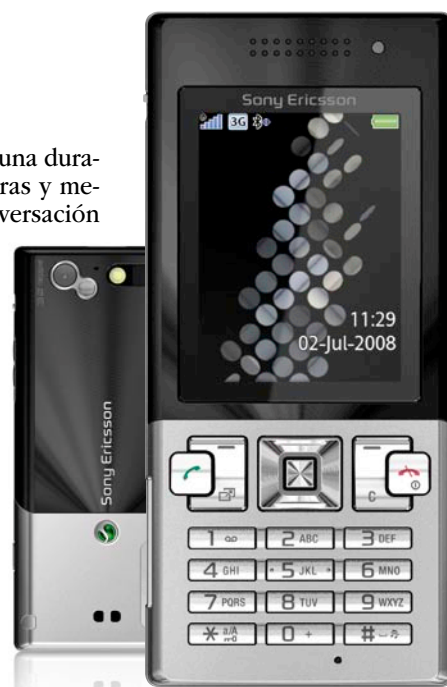 una dura-
ras y me-
versación
Sony Ericsson
3G
11:29
02-Jul-2008
Sony Ericsson
C
1
2 ABC
3 DEF
4 GHI
5 JKL
6 MNO
7 PQRS
8 TUV
9 WXYZ
* a/A
0 +
#